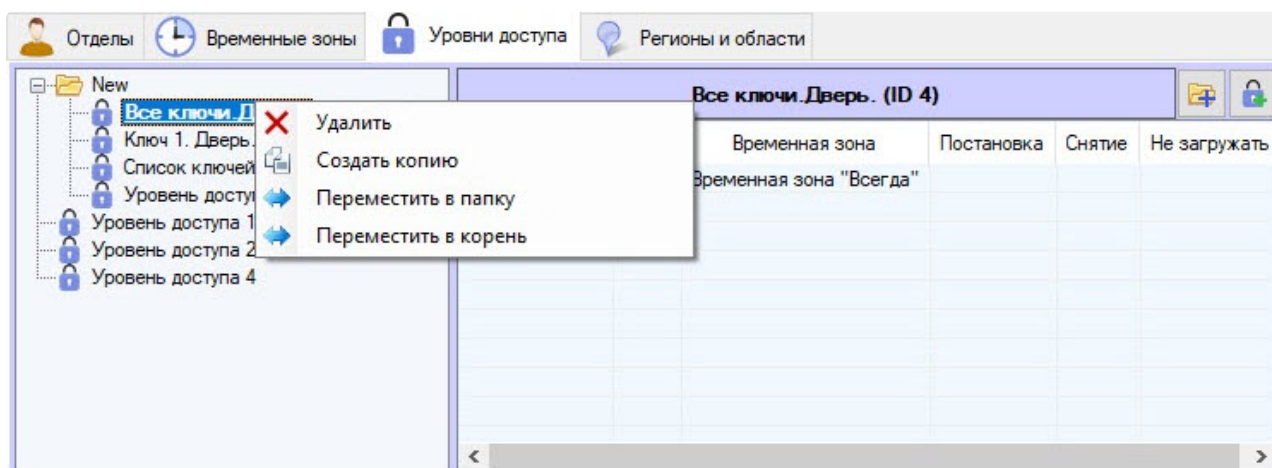 Отделы Временные зоны Уровни доступа Регионы и области
New
Все ключи.Дверь. (ID 4)
Все ключи.Д
Удалить
Ключ 1. Дверь.
Временная зона Постановка Снятие Не загружать
Список ключей
Создать копию
Уровень
Переместить в папку
Временная зона "Всегда"
Уровень доступа 1
Переместить в корень
Уровень доступа 2
Уровень доступа 4